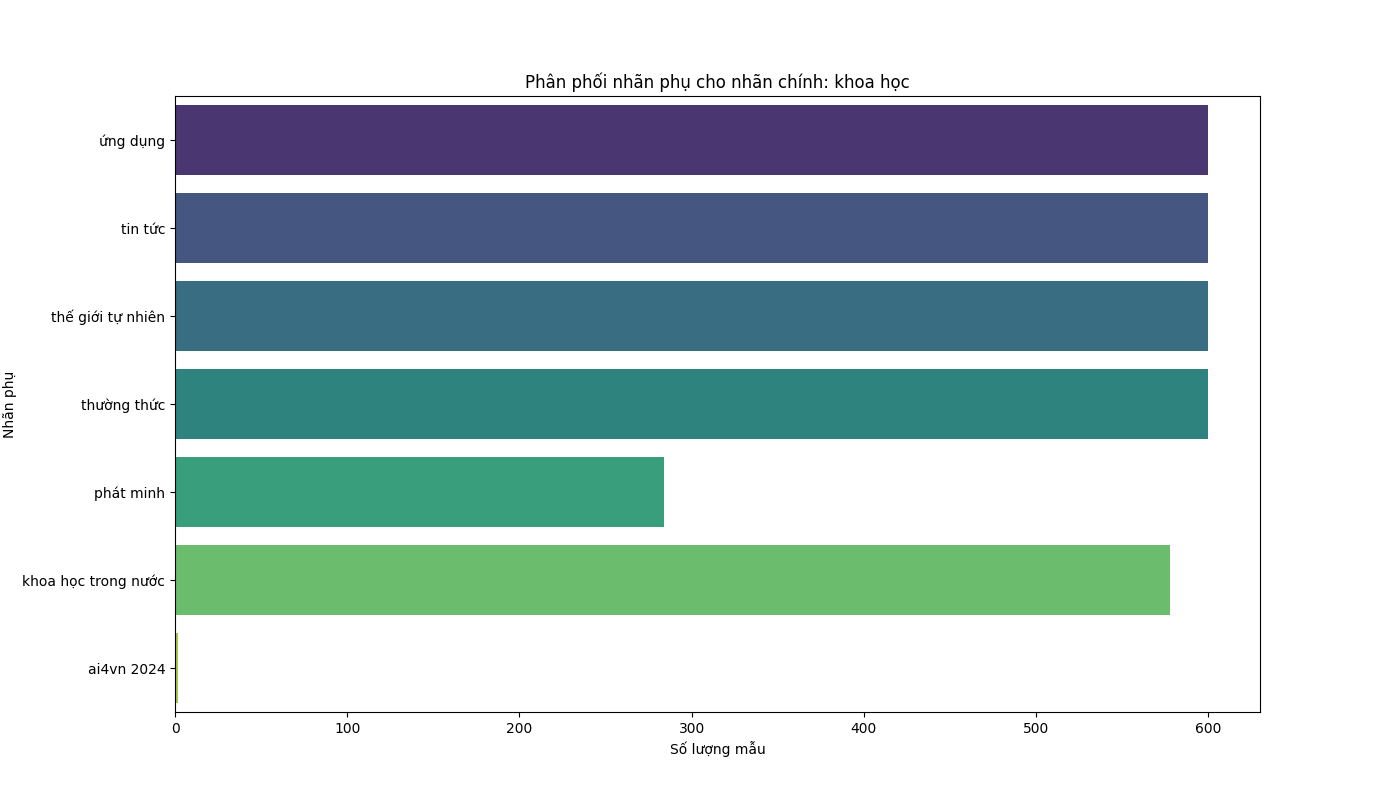 Phân phối nhãn phụ cho nhãn chính: khoa học
Nhãn phụ
ứng dụng
tin tức
thế giới tự nhiên
thường thức
phát minh
khoa học trong nước
ai4vn 2024
0 100 200 300 400 500 600
Số lượng mẫu